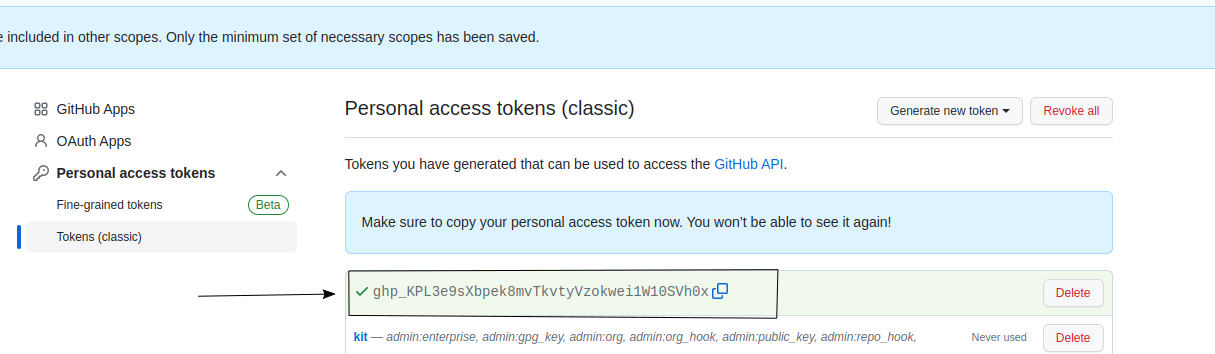 e included in other scopes. Only the minimum set of necessary scopes has been saved.
GitHub Apps
OAuth Apps
Personal access tokens
Fine-grained tokens Beta
Tokens (classic)
Personal access tokens (classic)
Generate new token
Revoke all
Tokens you have generated that can be used to access the GitHub API.
Make sure to copy your personal access token now. You won’t be able to see it again!
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 Delete
kit — admin:enterprise, admin:gpg_key, admin:org, admin:org_hook, admin:public_key, admin:repo_hook, Never used Delete